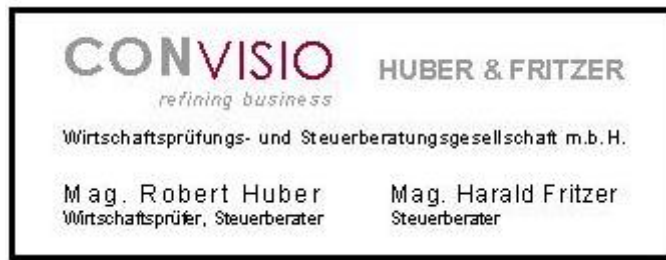 CONVISIO HUBER & FRITZER
refining business
Wirtschaftsprüfungs- und Steuerberatungsgesellschaft m.b.H.
Mag. Robert Huber Mag. Harald Fritzer
Wirtschaftsprüfer, Steuerberater Steuerberater